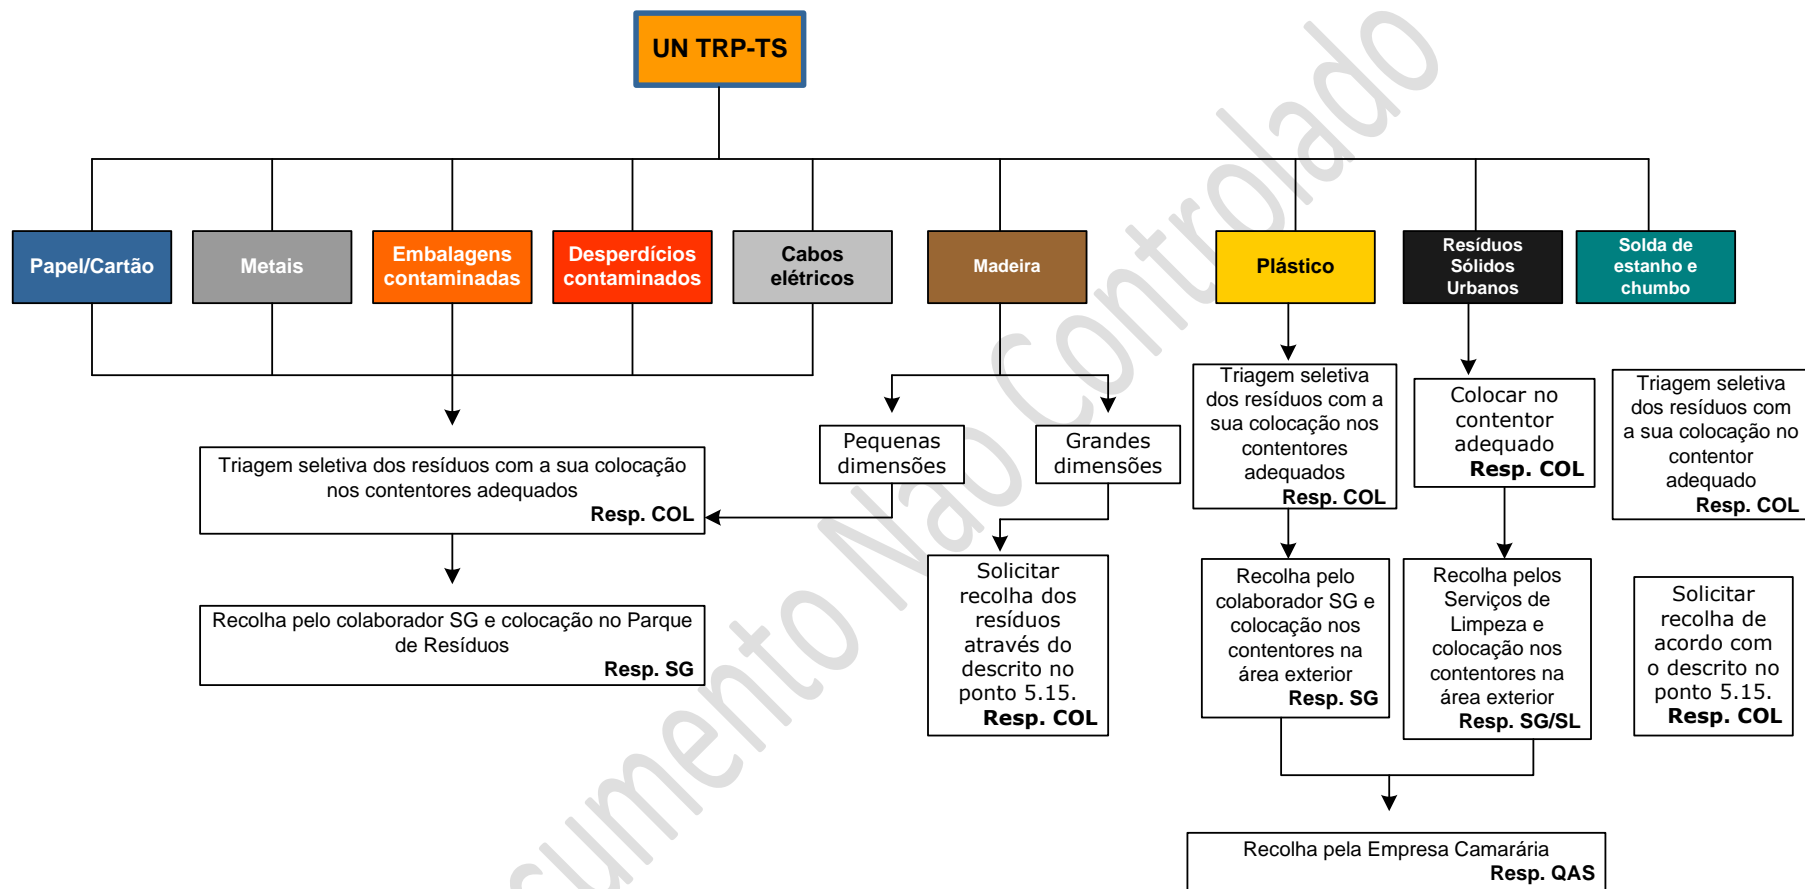 UN TRP-TS
Papel/Cartão
Metais
Embalagens
contaminadas
Desperdícios
contaminados
Cabos
elétricos
Madeira
Plástico
Resíduos
Sólidos
Urbanos
Solda de
estanho e
chumbo
Triagem seletiva dos resíduos com a sua colocação
nos contentores adequados
Resp. COL
Pequenas
dimensões
Grandes
dimensões
Triagem seletiva
dos resíduos com a
sua colocação nos
contentores
adequados
Resp. COL
Colocar no
contentor
adequado
Resp. COL
Triagem seletiva
dos resíduos com
a sua colocação no
contentor
adequado
Resp. COL
Recolha pelo colaborador SG e colocação no Parque
de Resíduos
Resp. SG
Solicitar
recolha dos
resíduos
através do
descrito no
ponto 5.15.
Resp. COL
Recolha pelo
colaborador SG e
colocação nos
contentores na
área exterior
Resp. SG
Recolha pelos
Serviços de
Limpeza e
colocação nos
contentores na
área exterior
Resp. SG/SL
Solicitar
recolha de
acordo com
o descrito no
ponto 5.15.
Resp. COL
Recolha pela Empresa Camarária
Resp. QAS
sumento Não Controlado